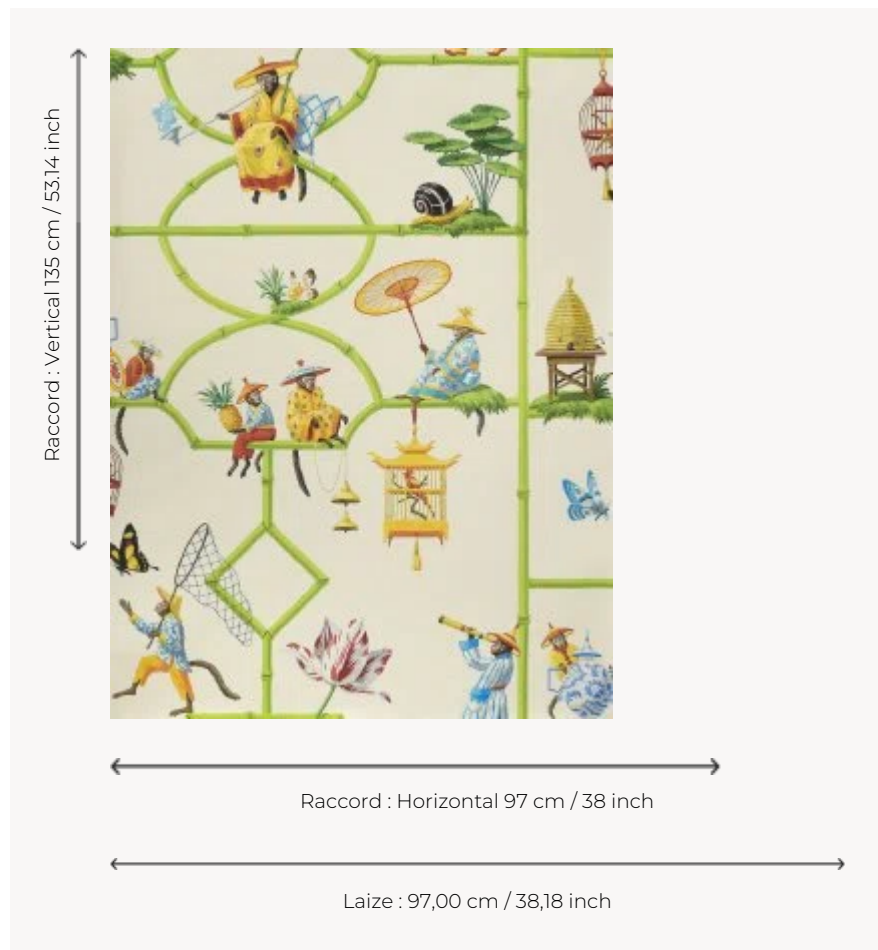 Raccord : Vertical 135 cm / 53.14 inch
Raccord : Horizontal 97 cm / 38 inch
Laize : 97,00 cm / 38,18 inch